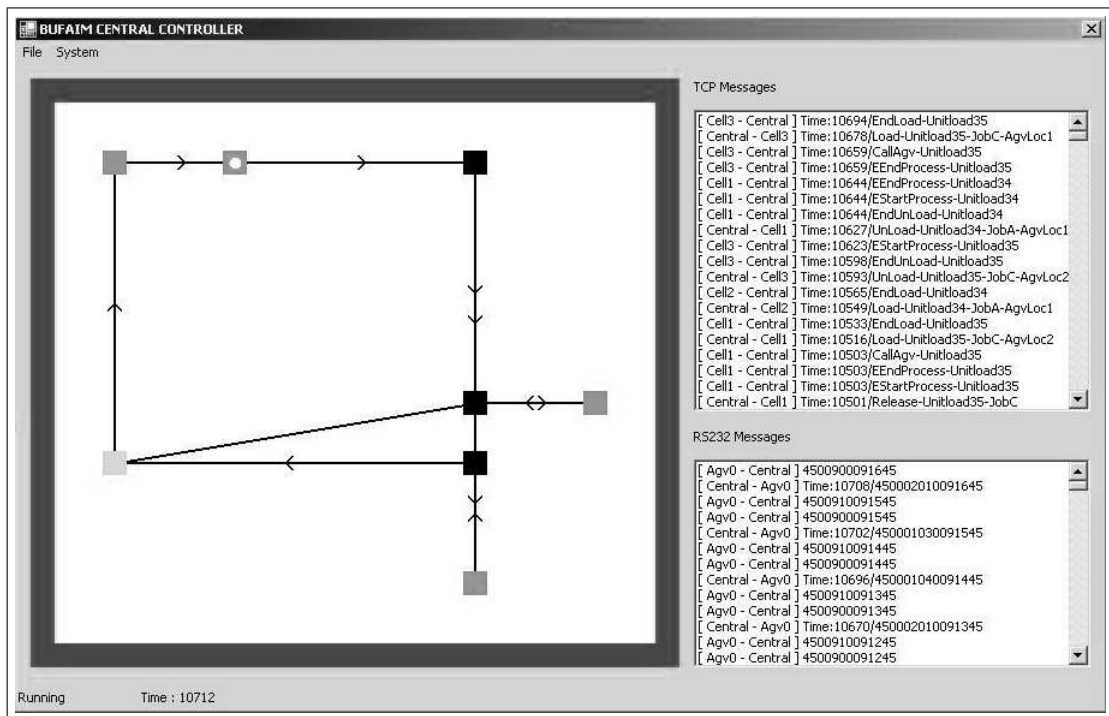 BUFAIM CENTRAL CONTROLLER
File System
TCP Messages
[ Cell3 - Central ] Time:10694/EndLoad-Unitload35
[ Central - Cell3 ] Time:10678/Load-Unitload35-JobC-AgvLoc1
[ Cell3 - Central ] Time:10659/CallAgv-Unitload35
[ Cell3 - Central ] Time:10659/EEndProcess-Unitload35
[ Cell1 - Central ] Time:10644/EEndProcess-Unitload34
[ Cell1 - Central ] Time:10644/EStartProcess-Unitload34
[ Cell1 - Central ] Time:10644/EndUnLoad-Unitload34
[ Central - Cell1 ] Time:10627/UnLoad-Unitload34-JobA-AgvLoc1
[ Cell3 - Central ] Time:10623/EStartProcess-Unitload35
[ Cell3 - Central ] Time:10598/EndUnLoad-Unitload35
[ Central - Cell3 ] Time:10593/UnLoad-Unitload35-JobC-AgvLoc2
[ Cell2 - Central ] Time:10565/EndLoad-Unitload34
[ Central - Cell2 ] Time:10549/Load-Unitload34-JobA-AgvLoc1
[ Cell1 - Central ] Time:10533/EndLoad-Unitload35
[ Central - Cell1 ] Time:10516/Load-Unitload35-JobC-AgvLoc2
[ Cell1 - Central ] Time:10503/CallAgv-Unitload35
[ Cell1 - Central ] Time:10503/EEndProcess-Unitload35
[ Cell1 - Central ] Time:10503/EStartProcess-Unitload35
[ Central - Cell1 ] Time:10501/Release-Unitload35-JobC
RS232 Messages
[ Agv0 - Central ] 4500900091645
[ Central - Agv0 ] Time:10708/450002010091645
[ Agv0 - Central ] 4500910091545
[ Agv0 - Central ] 4500900091545
[ Central - Agv0 ] Time:10702/450001030091545
[ Agv0 - Central ] 4500910091445
[ Agv0 - Central ] 4500900091445
[ Central - Agv0 ] Time:10696/450001040091445
[ Agv0 - Central ] 4500910091345
[ Agv0 - Central ] 4500900091345
[ Central - Agv0 ] Time:10670/450002010091345
[ Agv0 - Central ] 4500910091245
[ Agv0 - Central ] 4500900091245
Running Time : 10712